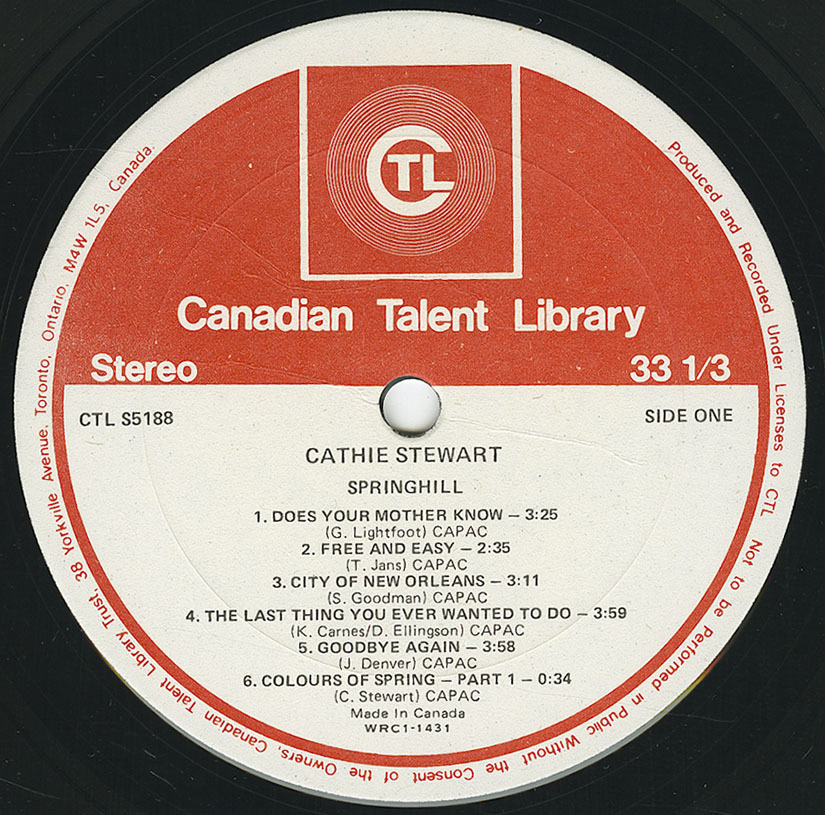 CTL
Canadian Talent Library
Stereo 33 1/3
CTL S5188 SIDE ONE
CATHIE STEWART
SPRINGHILL
1. DOES YOUR MOTHER KNOW – 3:25
(G. Lightfoot) CAPAC
2. FREE AND EASY – 2:35
(T. Jans) CAPAC
3. CITY OF NEW ORLEANS – 3:11
(S. Goodman) CAPAC
4. THE LAST THING YOU EVER WANTED TO DO – 3:59
(K. Carnes/D. Ellingson) CAPAC
5. GOODBYE AGAIN – 3:58
(J. Denver) CAPAC
6. COLOURS OF SPRING – PART 1 – 0:34
(C. Stewart) CAPAC
Made In Canada
WRC1-1431
Produced and Recorded Under Licenses to CTL Not to be Performed in Public Without the Consent of the Owners, Canadian Talent Library Trust, 38 Yorkville Avenue, Toronto, Ontario, M4W 1L5, Canada.